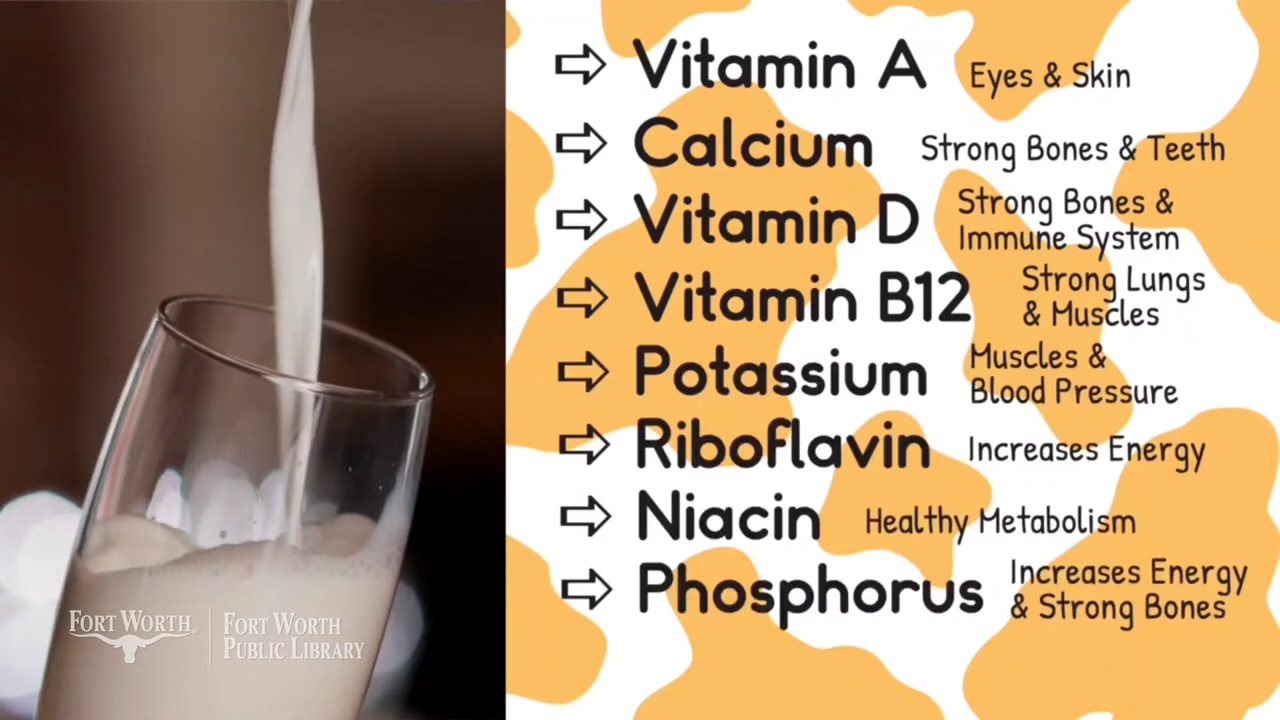 Vitamin A
Eyes & Skin
Calcium
Strong Bones & Teeth
Vitamin D
Strong Bones &
Immune System
Vitamin B12
Strong Lungs
& Muscles
Potassium
Muscles &
Blood Pressure
Riboflavin
Increases Energy
Niacin
Healthy Metabolism
Phosphorus
Increases Energy
& Strong Bones
FORT WORTH
FORT WORTH
PUBLIC LIBRARY